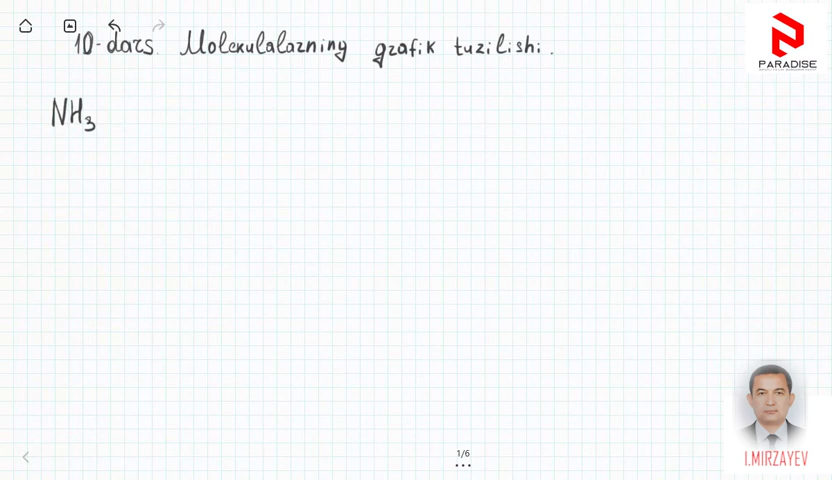 10-dars. Molekulalarning grafik tuzilishi.
PARADISE
NH₃
1/6
I.MIRZAYEV